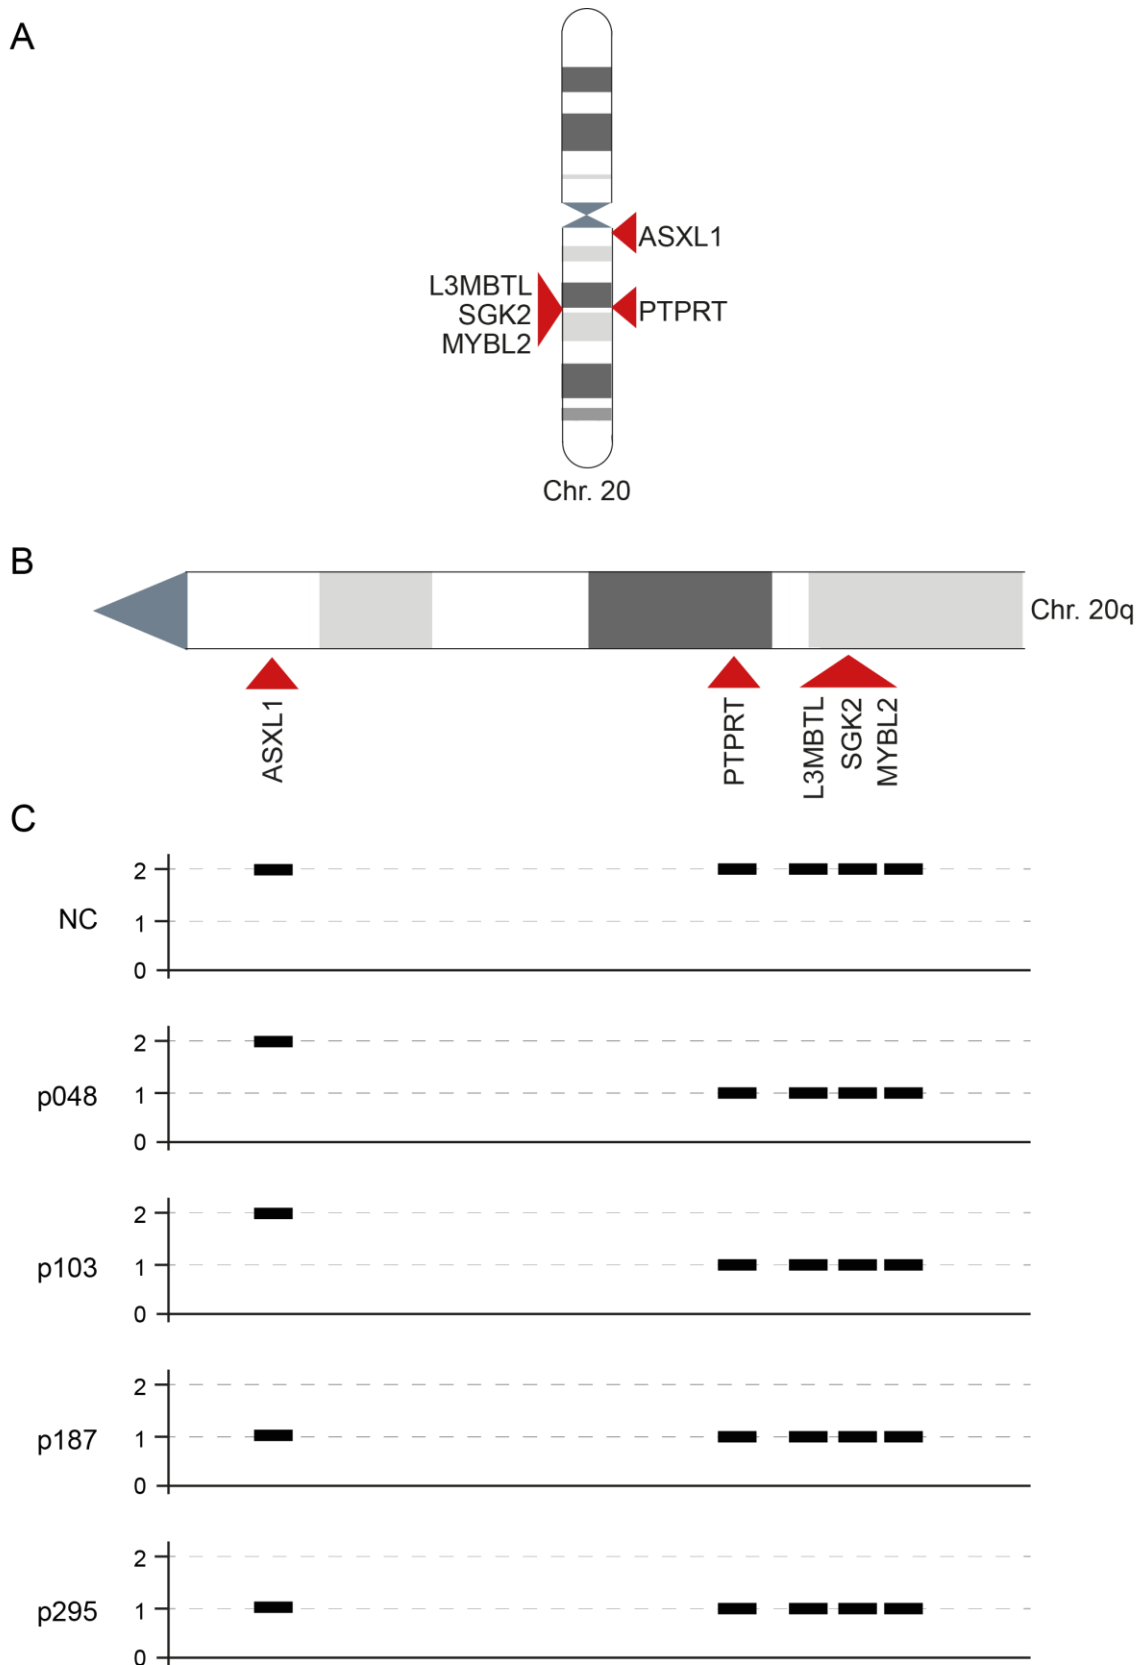 A
ASXL1
L3MBTL
SGK2
MYBL2
PTPRT
Chr. 20
B
Chr. 20q
ASXL1
PTPRT
L3MBTL
SGK2
MYBL2
C
NC
2
1
0
p048
2
1
0
p103
2
1
0
p187
2
1
0
p295
2
1
0